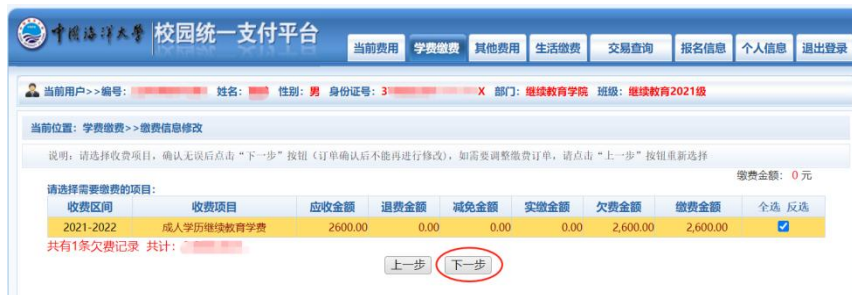 中国海洋大学 校园统一支付平台
当前费用 学费缴费 其他费用 生活缴费 交易查询 报名信息 个人信息 退出登录
当前用户>>编号: 姓名: 性别: 男 身份证号: 3 X 部门: 继续教育学院 班级: 继续教育2021级
当前位置: 学费缴费>>缴费信息修改
说明: 请选择收费项目, 确认无误后点击“下一步”按钮(订单确认后不能再进行修改), 如需要调整缴费订单, 请点击“上一步”按钮重新选择
缴费金额: 0 元
请选择需要缴费的项目:
收费区间 收费项目 应收金额 退费金额 减免金额 实缴金额 欠费金额 缴费金额 全选 反选
2021-2022 成人学历继续教育学费 2600.00 0.00 0.00 0.00 2,600.00 2,600.00
共有1条欠费记录 共计:
上一步 下一步